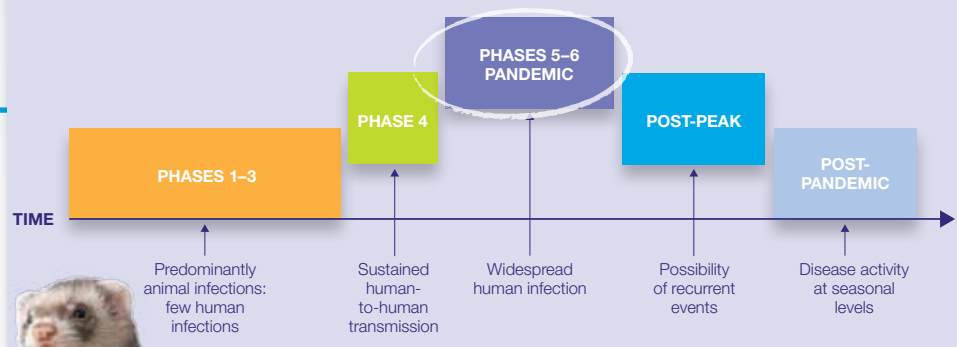 PHASES 5–6
PANDEMIC
PHASE 4
POST-PEAK
PHASES 1–3
POST-
PANDEMIC
TIME
Predominantly
animal infections:
few human
infections
Sustained
human-
to-human
transmission
Widespread
human infection
Possibility
of recurrent
events
Disease activity
at seasonal
levels